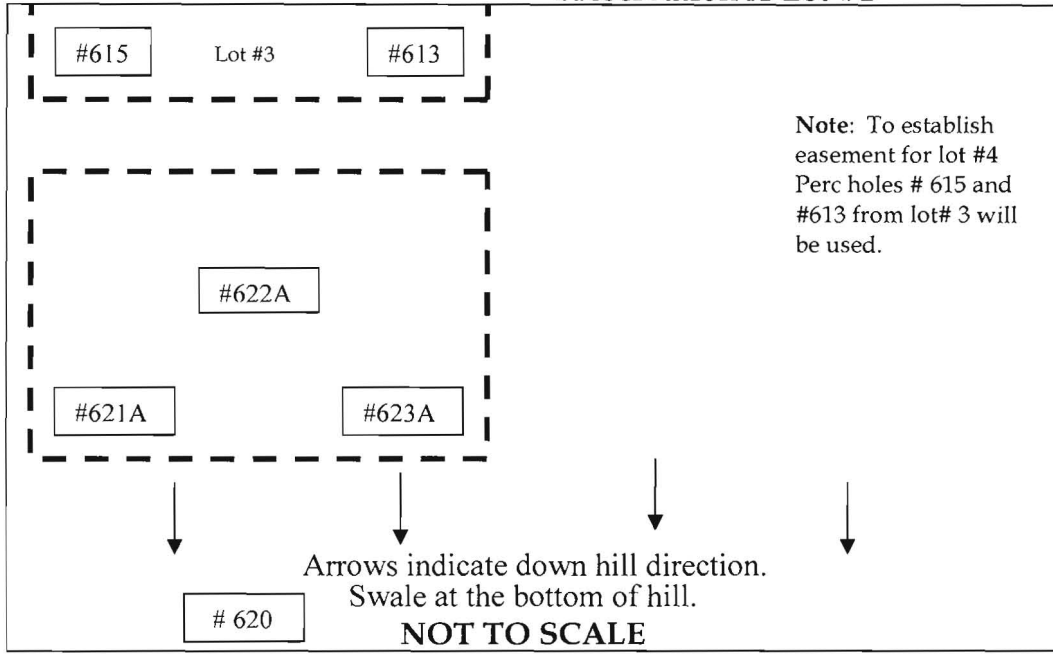 #615 Lot #3 #613
Note: To establish
easement for lot #4
Perc holes # 615 and
#613 from lot# 3 will
be used.
#622A
#621A #623A
Arrows indicate down hill direction.
Swale at the bottom of hill.
# 620
NOT TO SCALE